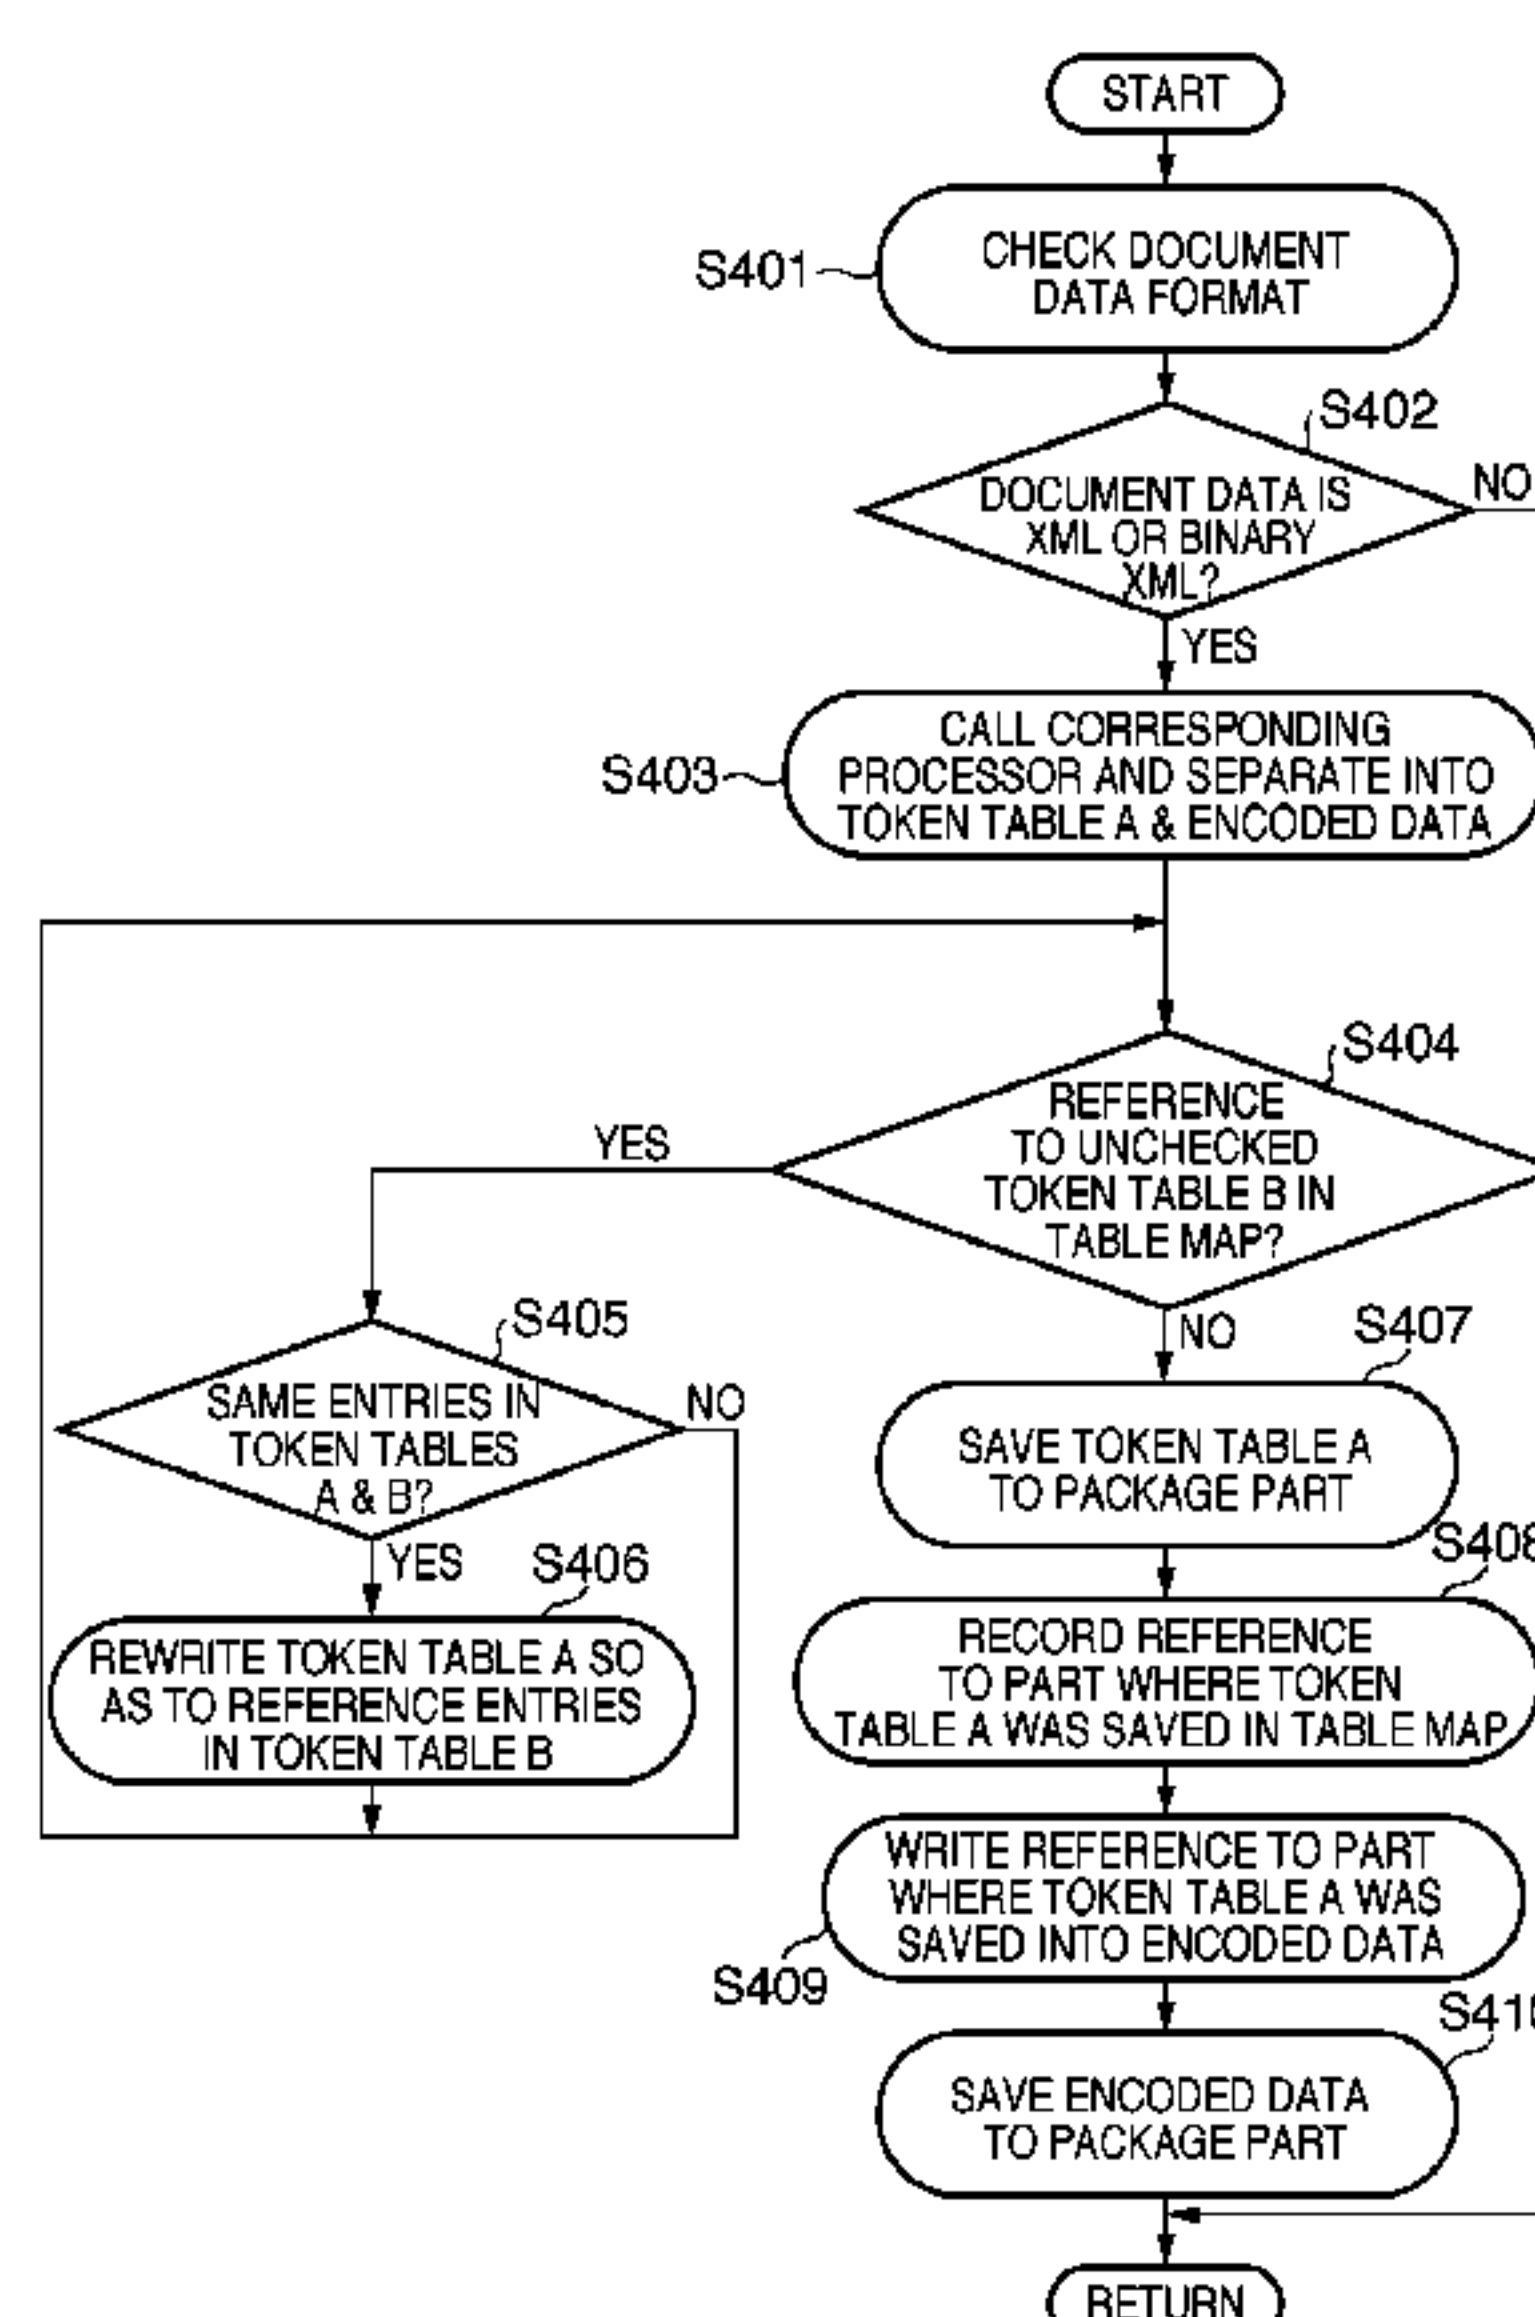 START
S401
CHECK DOCUMENT
DATA FORMAT
S402
DOCUMENT DATA IS
XML OR BINARY
XML?
NO
YES
S403
CALL CORRESPONDING
PROCESSOR AND SEPARATE INTO
TOKEN TABLE A & ENCODED DATA
S404
REFERENCE
TO UNCHECKED
TOKEN TABLE B IN
TABLE MAP?
YES
NO
S405
SAME ENTRIES IN
TOKEN TABLES
A & B?
NO
YES
S406
REWRITE TOKEN TABLE A SO
AS TO REFERENCE ENTRIES
IN TOKEN TABLE B
S407
SAVE TOKEN TABLE A
TO PACKAGE PART
S408
RECORD REFERENCE
TO PART WHERE TOKEN
TABLE A WAS SAVED IN TABLE MAP
WRITE REFERENCE TO PART
WHERE TOKEN TABLE A WAS
SAVED INTO ENCODED DATA
S409
S410
SAVE ENCODED DATA
TO PACKAGE PART
RETURN